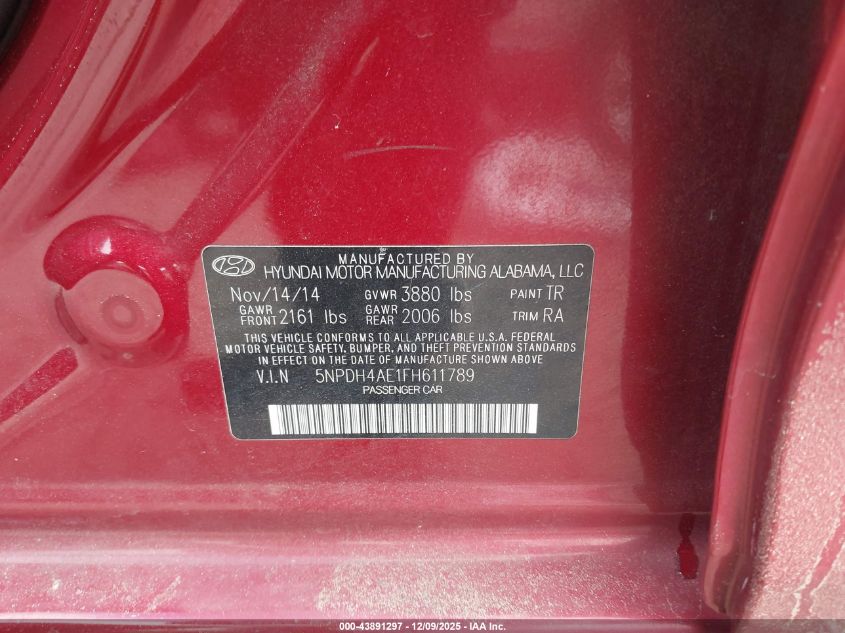 MANUFACTURED BY
HYUNDAI MOTOR MANUFACTURING ALABAMA, LLC
Nov/14/14 GVWR 3880 lbs PAINT TR
GAWR FRONT 2161 lbs GAWR REAR 2006 lbs TRIM RA
THIS VEHICLE CONFORMS TO ALL APPLICABLE U.S.A. FEDERAL
MOTOR VEHICLE SAFETY, BUMPER, AND THEFT PREVENTION STANDARDS
IN EFFECT ON THE DATE OF MANUFACTURE SHOWN ABOVE
V.I.N 5NPDH4AE1FH611789
PASSENGER CAR
000-43891297 - 12/09/2025 - IAA Inc.